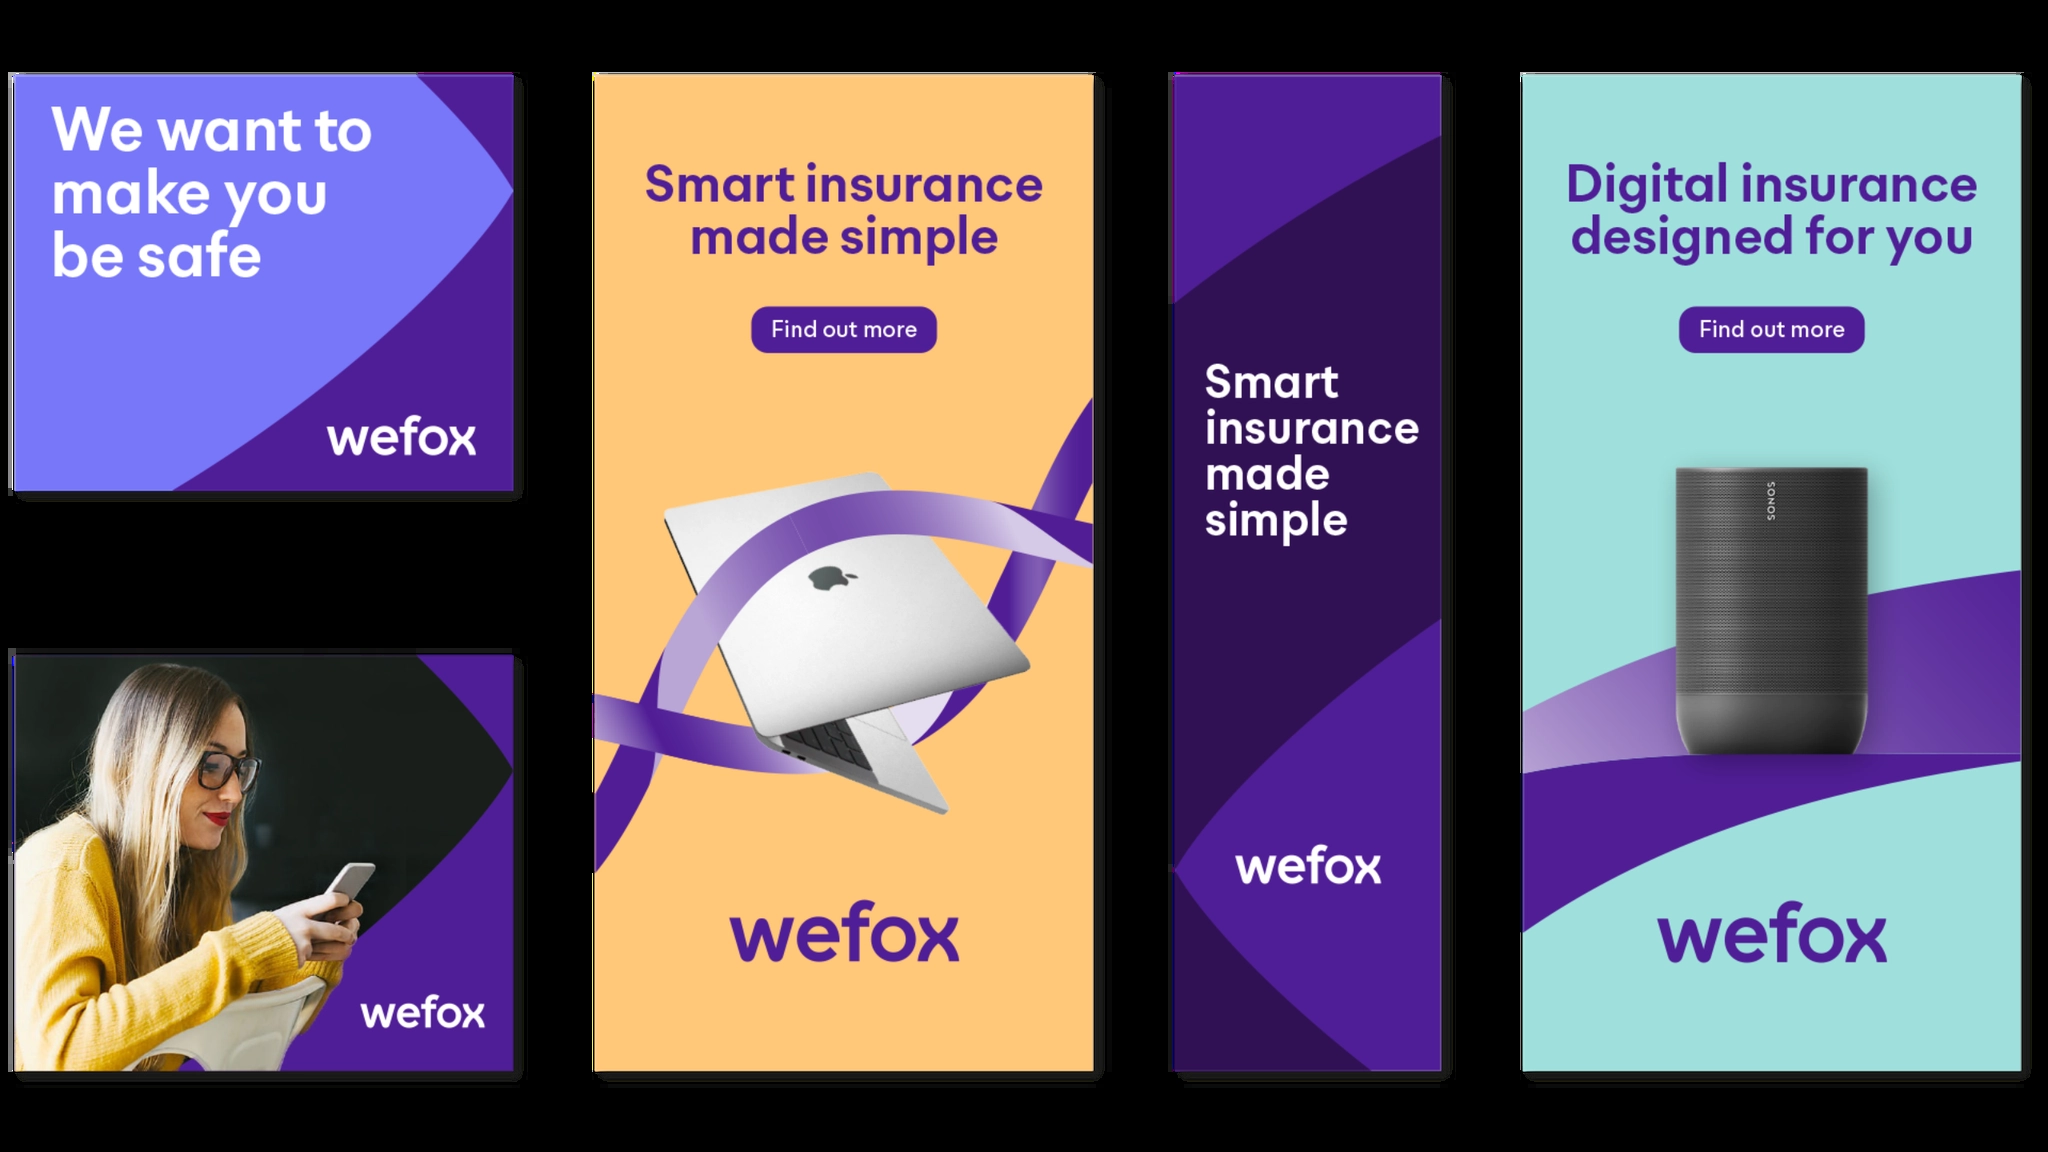 We want to
make you
be safe
wefox
wefox
Smart insurance
made simple
Find out more
wefox
Smart
insurance
made
simple
wefox
Digital insurance
designed for you
Find out more
SONOS
wefox